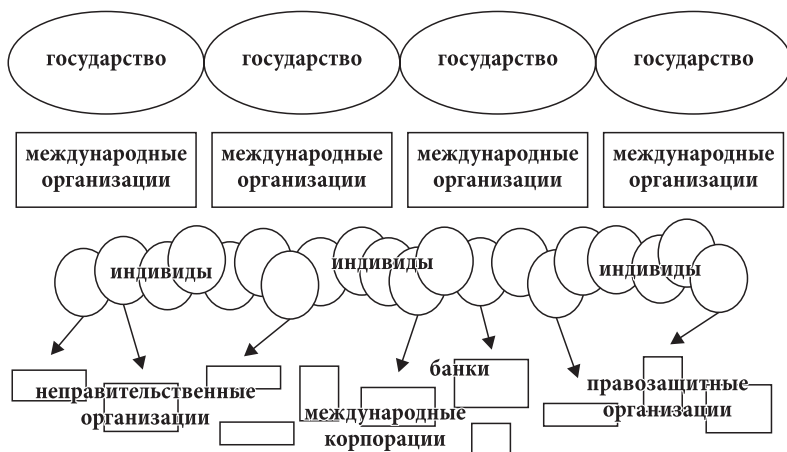 государство государство государство государство
международные международные международные международные
организации организации организации организации
индивиды индивиды индивиды
банки
неправительственные правозащитные
организации международные организации
корпорации